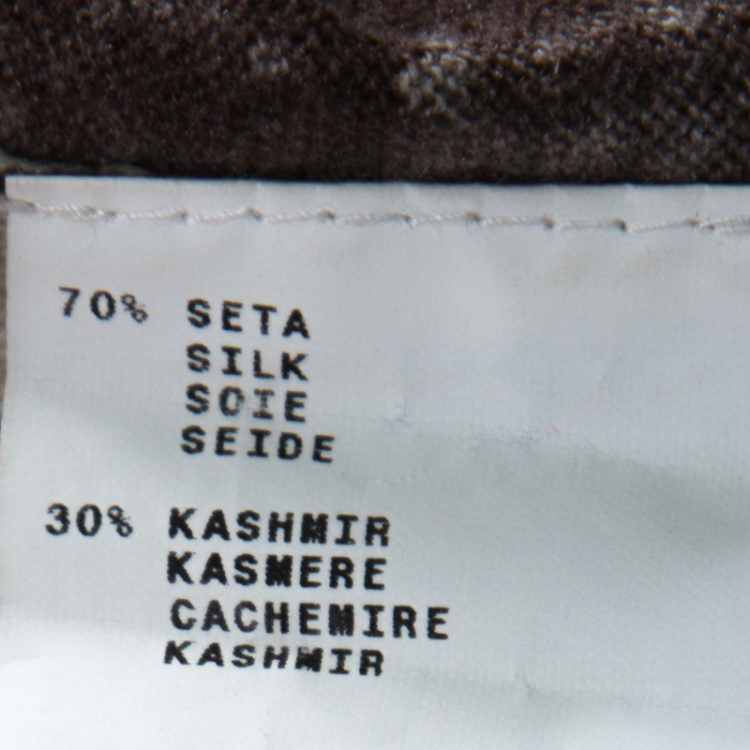 70% SETA
SILK
SOIE
SEIDE
30% KASHMIR
KASMERE
CACHEMIRE
KASHMIR